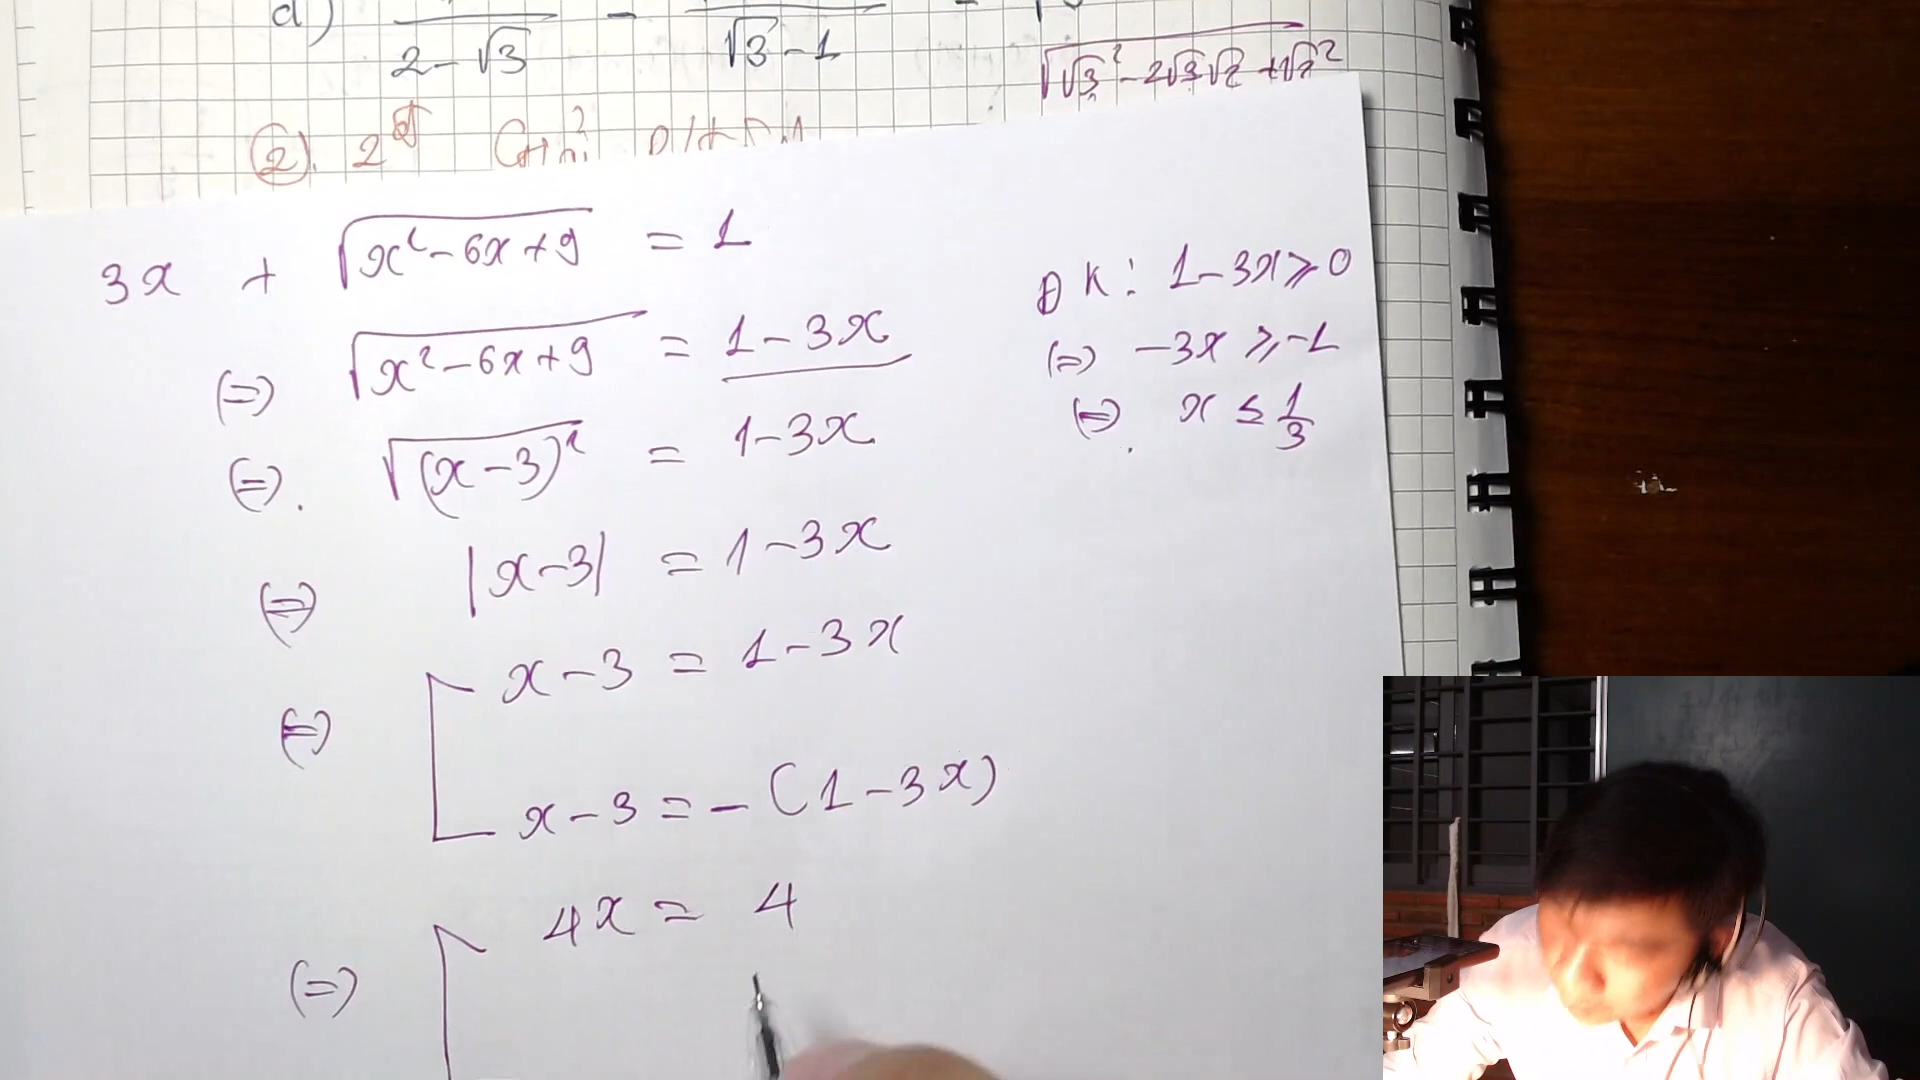 d) 2-√3 - √3-1
√√3²-2√3√2+√2²
②. 2
3x + √x²-6x+9 = 1
(=) √x²-6x+9 = 1-3x
(=). √(x-3)² = 1-3x
(=) |x-3| = 1-3x
(=) [ x-3 = 1-3x
x-3 = -(1-3x)
(=) [ 4x = 4
ĐK: 1-3x ⩾ 0
(=) -3x ⩾ -1
(=) x ≤ 1/3